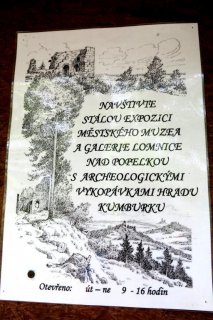 NAVŠTIVTE
STÁLOU EXPOZICI
MĚSTSKÉHO MUZEA
A GALERIE LOMNICE
NAD POPELKOU
S ARCHEOLOGICKÝMI
VYKOPÁVKAMI HRADU
KUMBURKU
Otevřeno: út – ne 9 - 16 hodin